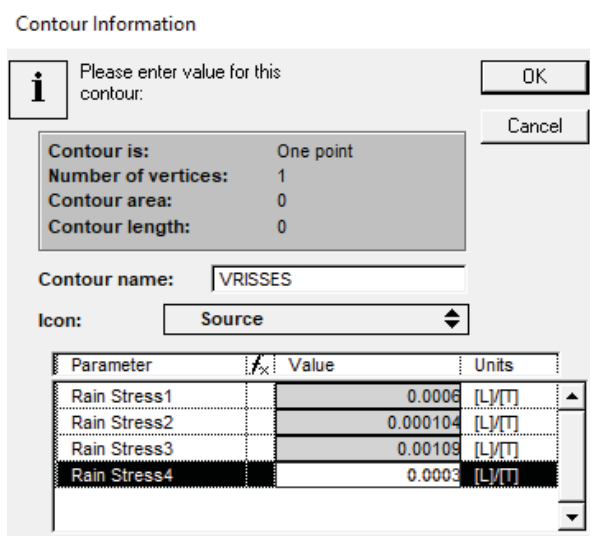 Contour Information
i
Please enter value for this
contour:
OK
Cancel
Contour is: One point
Number of vertices: 1
Contour area: 0
Contour length: 0
Contour name: VRISSES
Icon: Source
Parameter fx Value Units
Rain Stress1 0.0006 [L]/[T]
Rain Stress2 0.000104 [L]/[T]
Rain Stress3 0.00109 [L]/[T]
Rain Stress4 0.0003 [L]/[T]